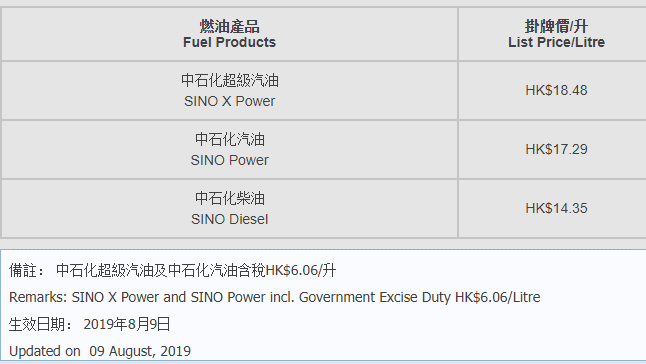 燃油產品
Fuel Products
掛牌價/升
List Price/Litre
中石化超級汽油
SINO X Power
HK$18.48
中石化汽油
SINO Power
HK$17.29
中石化柴油
SINO Diesel
HK$14.35
備註： 中石化超級汽油及中石化汽油含稅HK$6.06/升
Remarks: SINO X Power and SINO Power incl. Government Excise Duty HK$6.06/Litre
生效日期： 2019年8月9日
Updated on  09 August, 2019